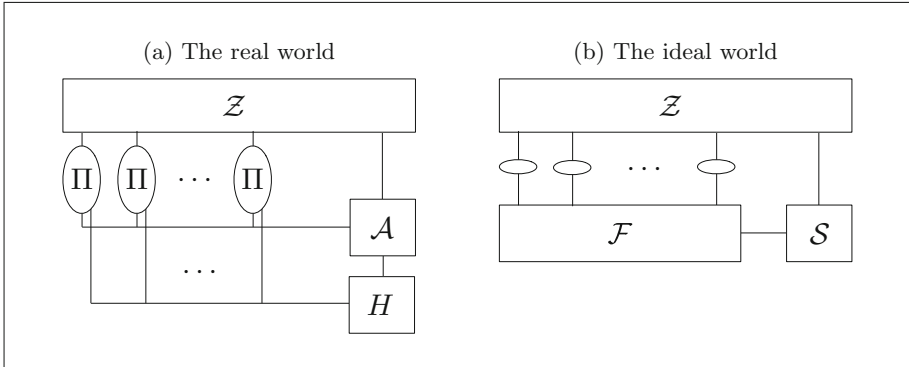 (a) The real world
(b) The ideal world
𝒵
𝒵
Π Π · · · Π
· · ·
𝒜
ℱ
𝒮
· · ·
H